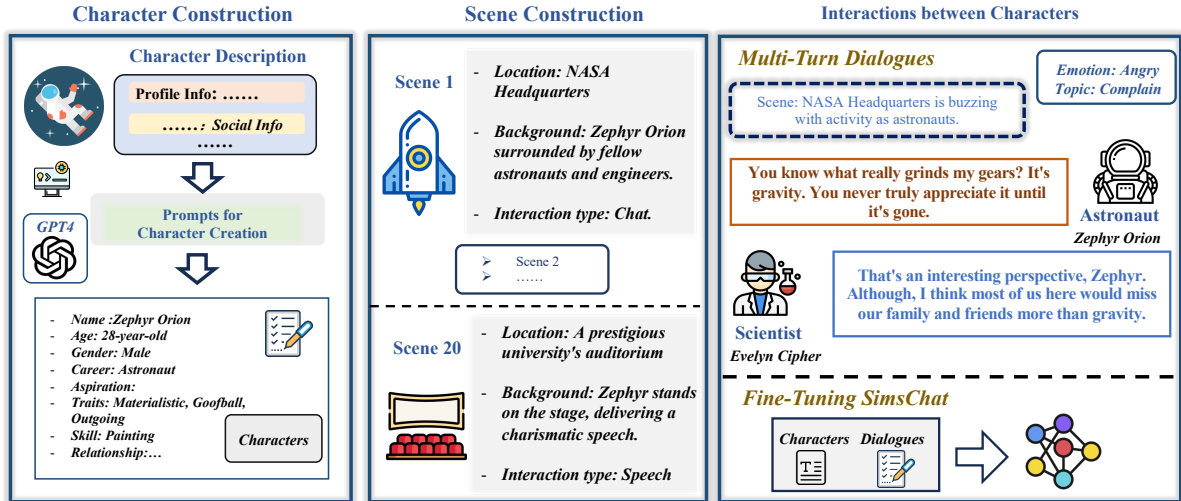 Character Construction
Character Description
Profile Info: ......
......: Social Info
......
Prompts for
Character Creation
GPT4
- Name :Zephyr Orion
- Age: 28-year-old
- Gender: Male
- Career: Astronaut
- Aspiration:
- Traits: Materialistic, Goofball,
Outgoing
- Skill: Painting
- Relationship:...
Characters
Scene Construction
Scene 1
- Location: NASA
Headquarters
- Background: Zephyr Orion
surrounded by fellow
astronauts and engineers.
- Interaction type: Chat.
➢ Scene 2
➢ ......
Scene 20
- Location: A prestigious
university's auditorium
- Background: Zephyr stands
on the stage, delivering a
charismatic speech.
- Interaction type: Speech
Interactions between Characters
Multi-Turn Dialogues
Emotion: Angry
Topic: Complain
Scene: NASA Headquarters is buzzing
with activity as astronauts.
You know what really grinds my gears? It's
gravity. You never truly appreciate it until
it's gone.
Astronaut
Zephyr Orion
That's an interesting perspective, Zephyr.
Although, I think most of us here would miss
our family and friends more than gravity.
Scientist
Evelyn Cipher
Fine-Tuning SimsChat
Characters
Dialogues